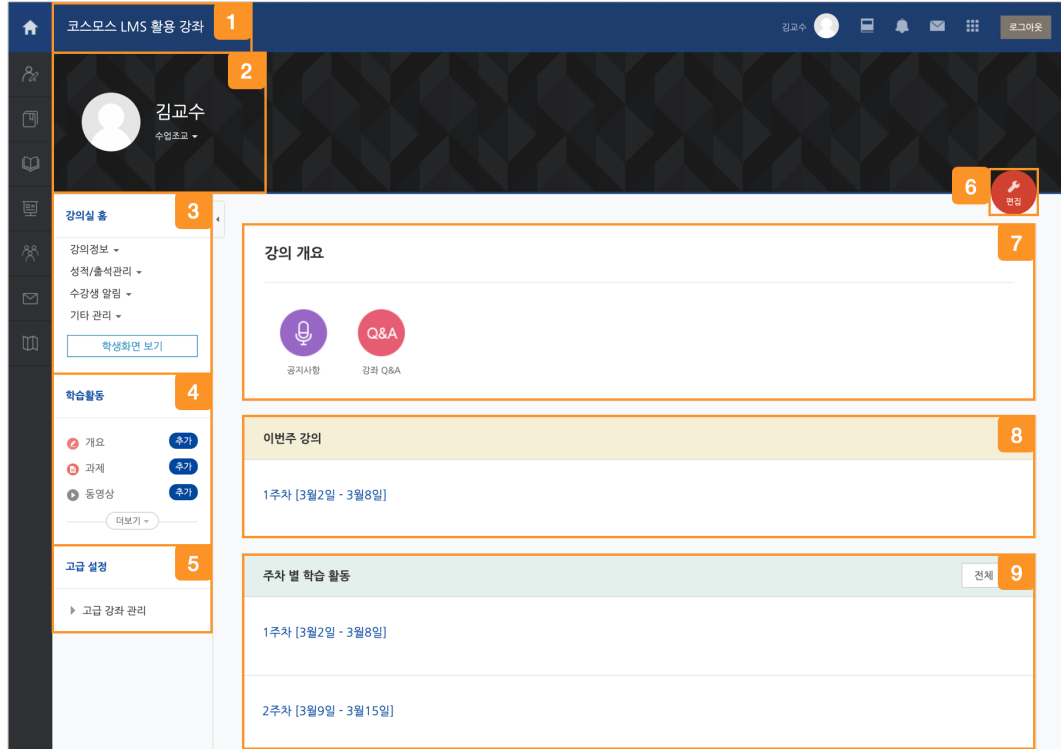 코스모스 LMS 활용 강좌
1
김교수
로그아웃
2
김교수
수업조교
6
편집
강의실 홈
3
강의정보
성적/출석관리
수강생 알림
기타 관리
학생화면 보기
학습활동
4
개요
추가
과제
추가
동영상
추가
더보기
고급 설정
5
고급 강좌 관리
강의 개요
7
Q&A
공지사항
강좌 Q&A
이번주 강의
8
1주차 [3월2일 - 3월8일]
주차 별 학습 활동
전체
9
1주차 [3월2일 - 3월8일]
2주차 [3월9일 - 3월15일]